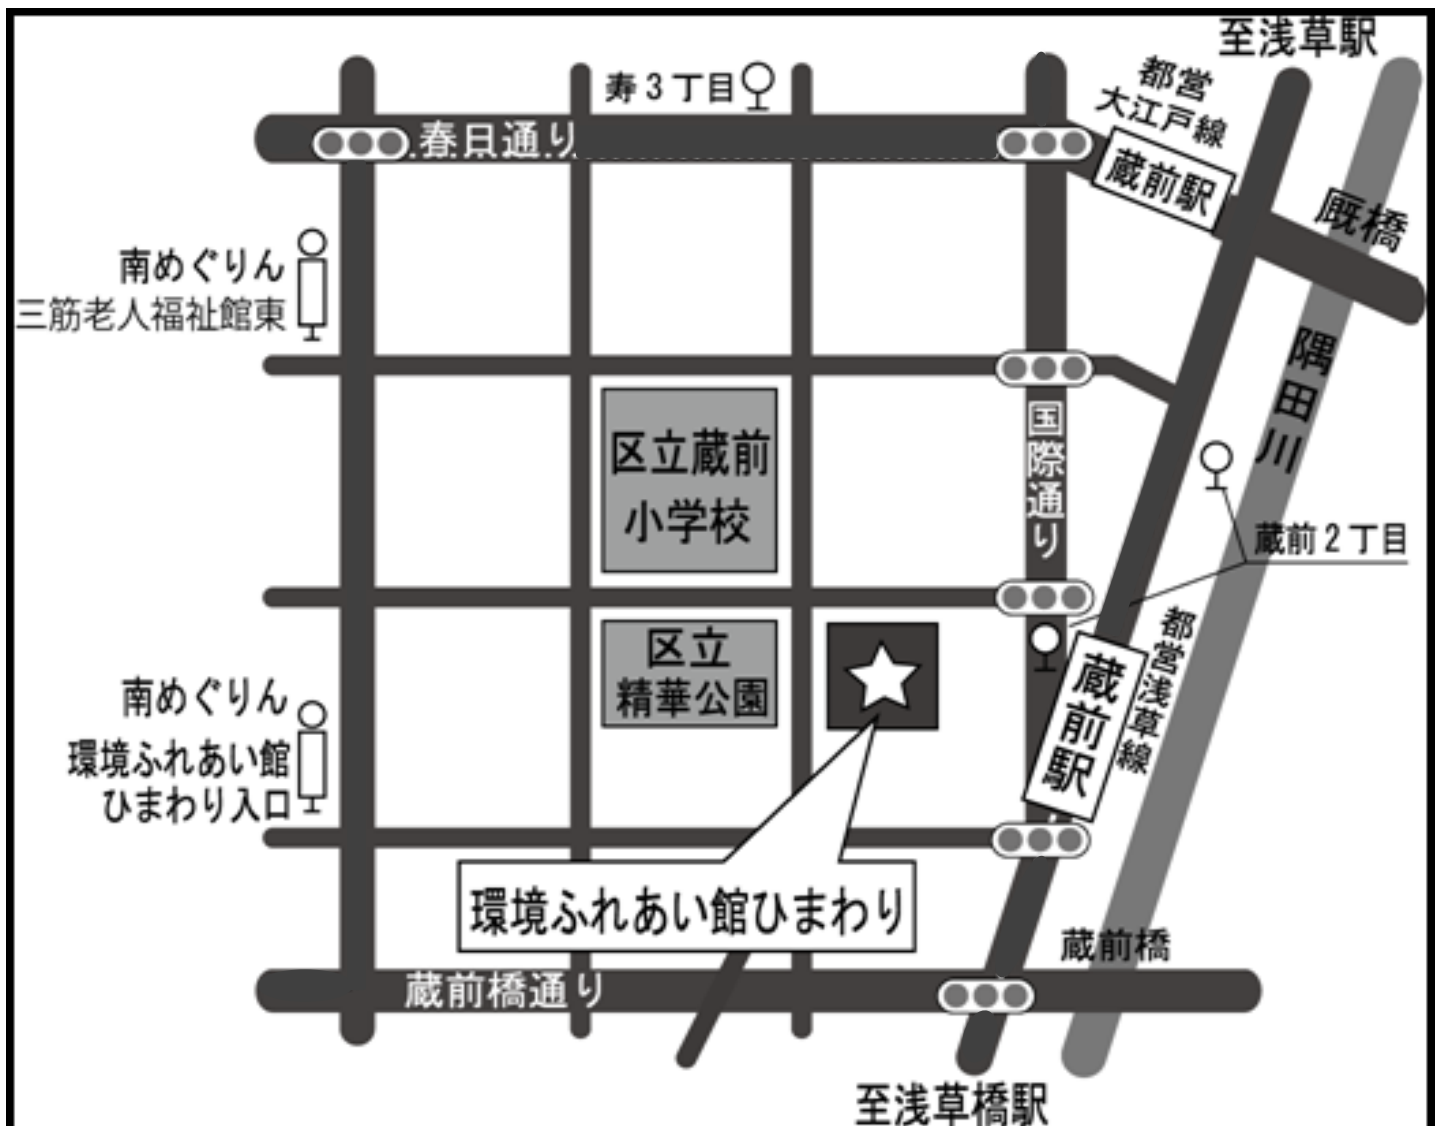 至浅草駅
寿3丁目
都営
大江戸線
春日通り
蔵前駅
厩橋
南めぐりん
三筋老人福祉館東
隅田川
区立蔵前
小学校
国際通り
蔵前2丁目
区立
精華公園
都営浅草線
蔵前駅
南めぐりん
環境ふれあい館
ひまわり入口
環境ふれあい館ひまわり
蔵前橋
蔵前橋通り
至浅草橋駅